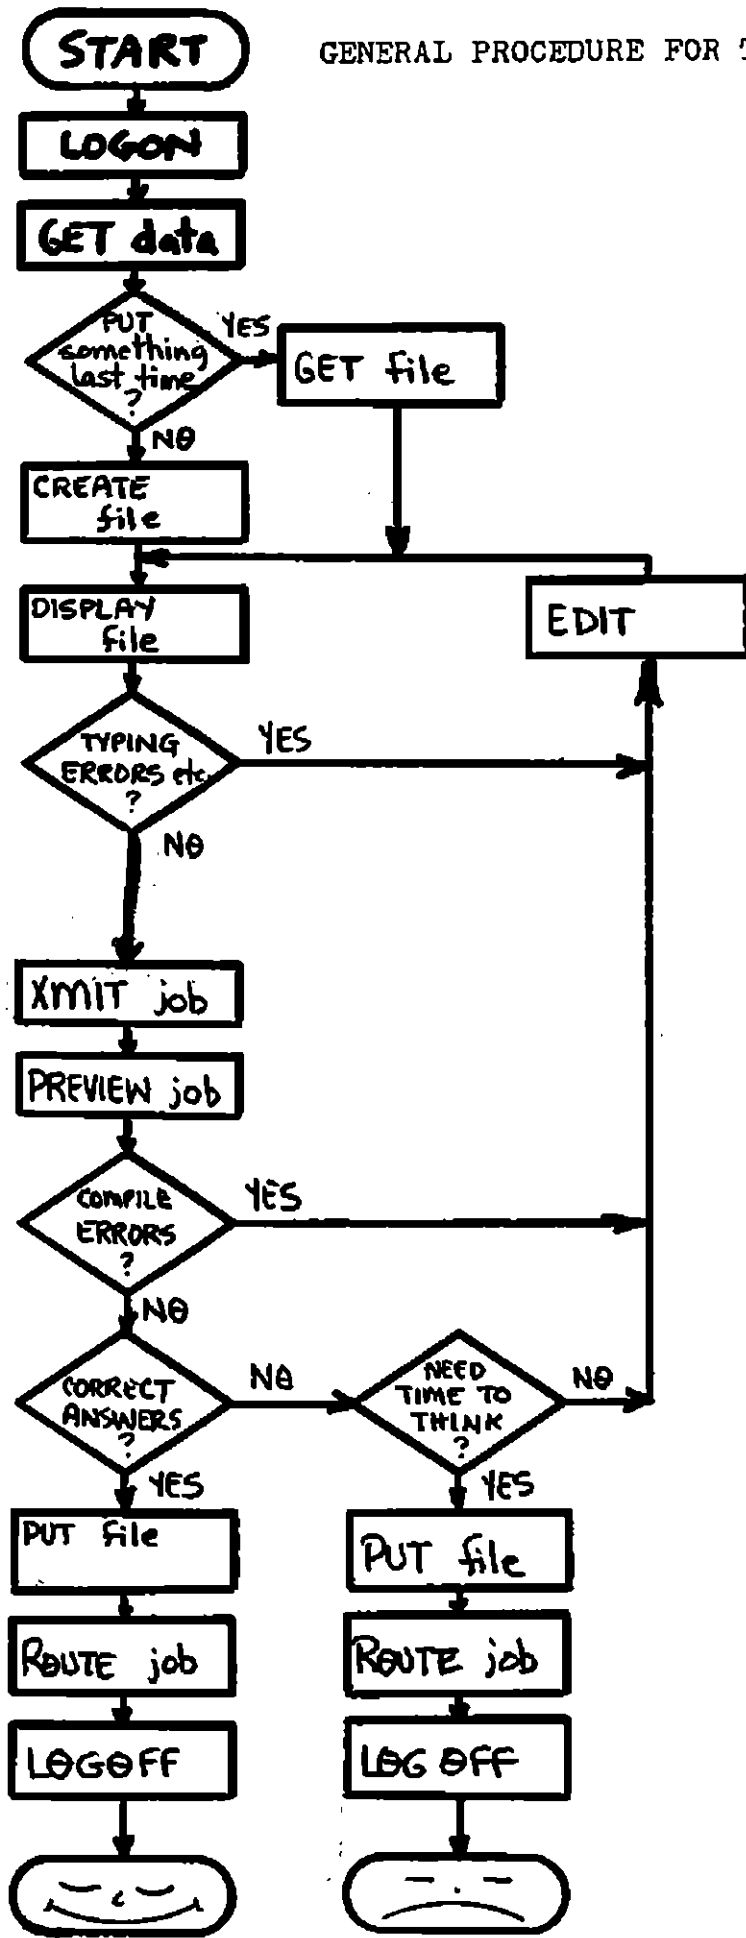 START
GENERAL PROCEDURE FOR
LOGON
GET data
PUT
something
last time
?
YES
GET file
NO
CREATE
file
DISPLAY
file
EDIT
TYPING
ERRORS etc.
?
YES
NO
XMIT job
PREVIEW job
COMPILE
ERRORS
?
YES
NO
CORRECT
ANSWERS
?
NO
NEED
TIME TO
THINK
?
NO
YES
YES
PUT file
PUT file
ROUTE job
ROUTE job
LOGOFF
LOG OFF